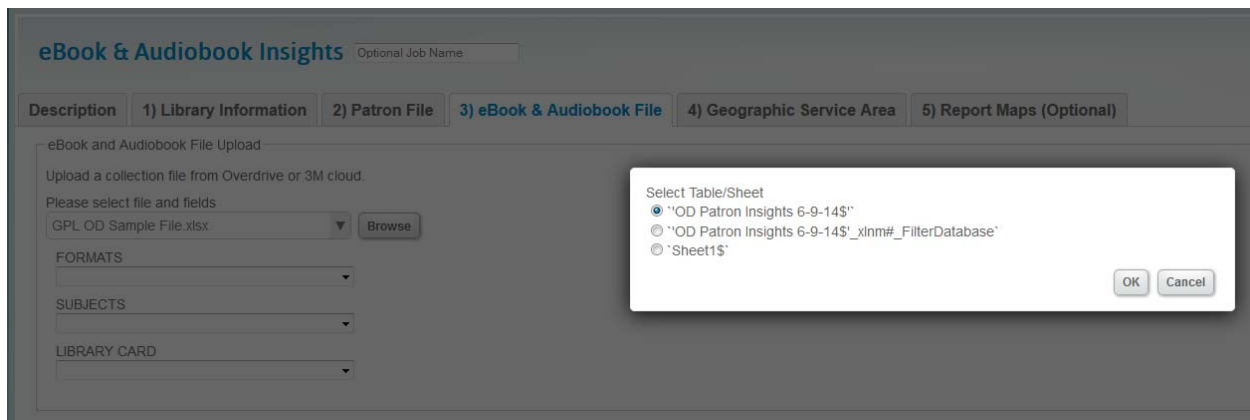 eBook & Audiobook Insights Optional Job Name
Description 1) Library Information 2) Patron File 3) eBook & Audiobook File 4) Geographic Service Area 5) Report Maps (Optional)
eBook and Audiobook File Upload
Upload a collection file from Overdrive or 3M cloud.
Please select file and fields
GPL OD Sample File.xlsx Browse
FORMATS
SUBJECTS
LIBRARY CARD
Select Table/Sheet
`'OD Patron Insights 6-9-14$'`
`'OD Patron Insights 6-9-14$'_xlnm#_FilterDatabase`
`Sheet1$`
OK Cancel